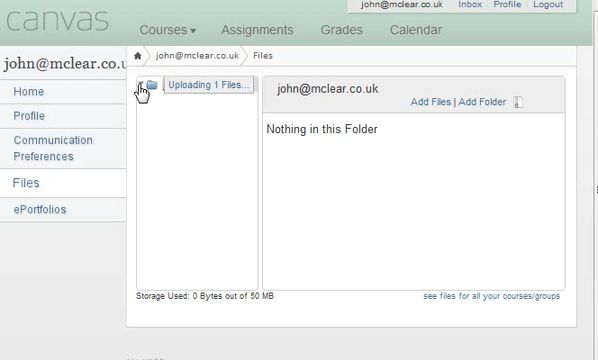 canvas
john@mclear.co.uk Inbox Profile Logout
Courses Assignments Grades Calendar
john@mclear.co.u
john@mclear.co.uk Files
Home
Profile
Communication
Preferences
Files
ePortfolios
Uploading 1 Files...
john@mclear.co.uk
Add Files | Add Folder
Nothing in this Folder
Storage Used: 0 Bytes out of 50 MB
see files for all your courses/groups